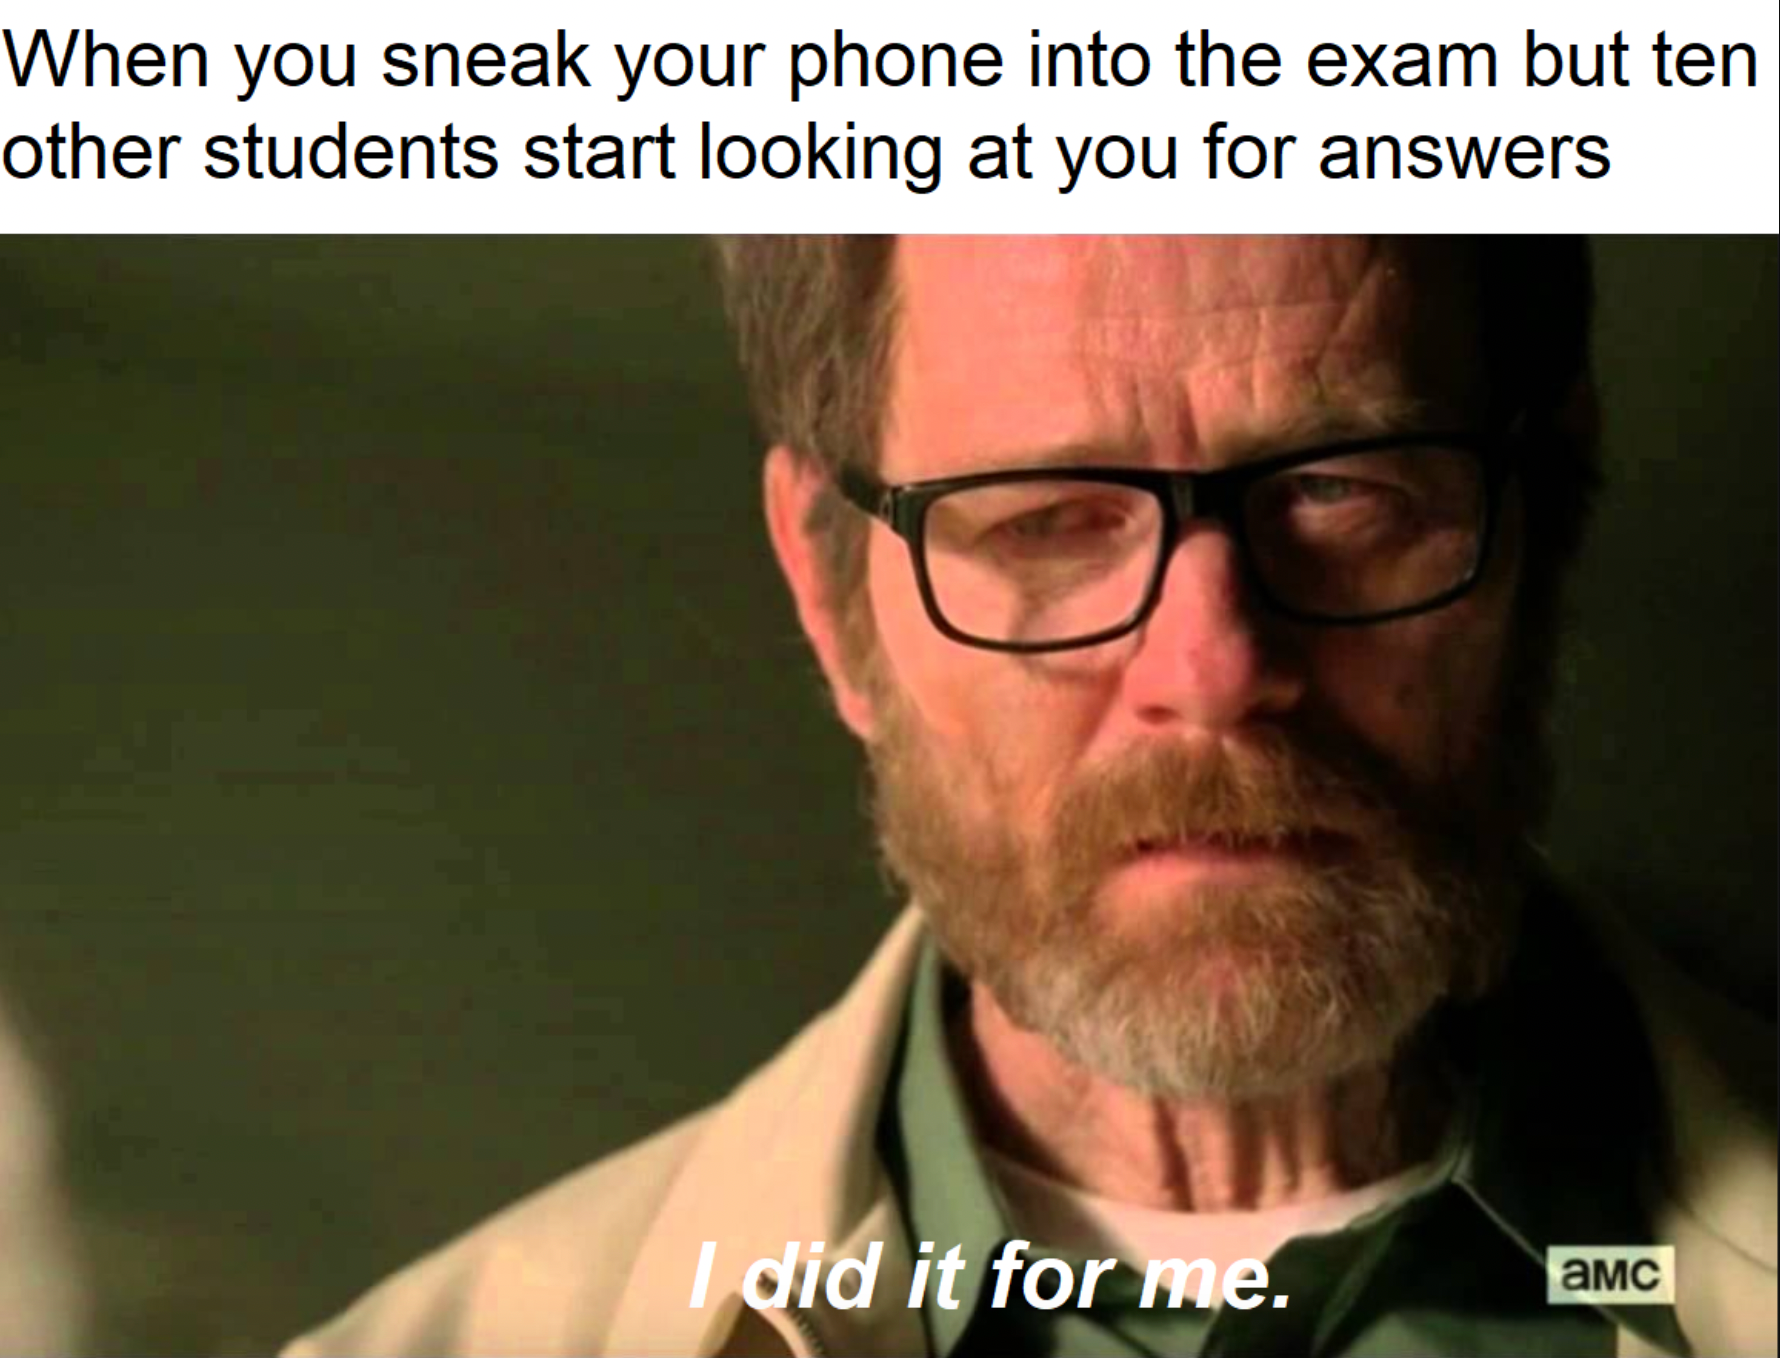 When you sneak your phone into the exam but ten
other students start looking at you for answers
I did it for me.
aMC